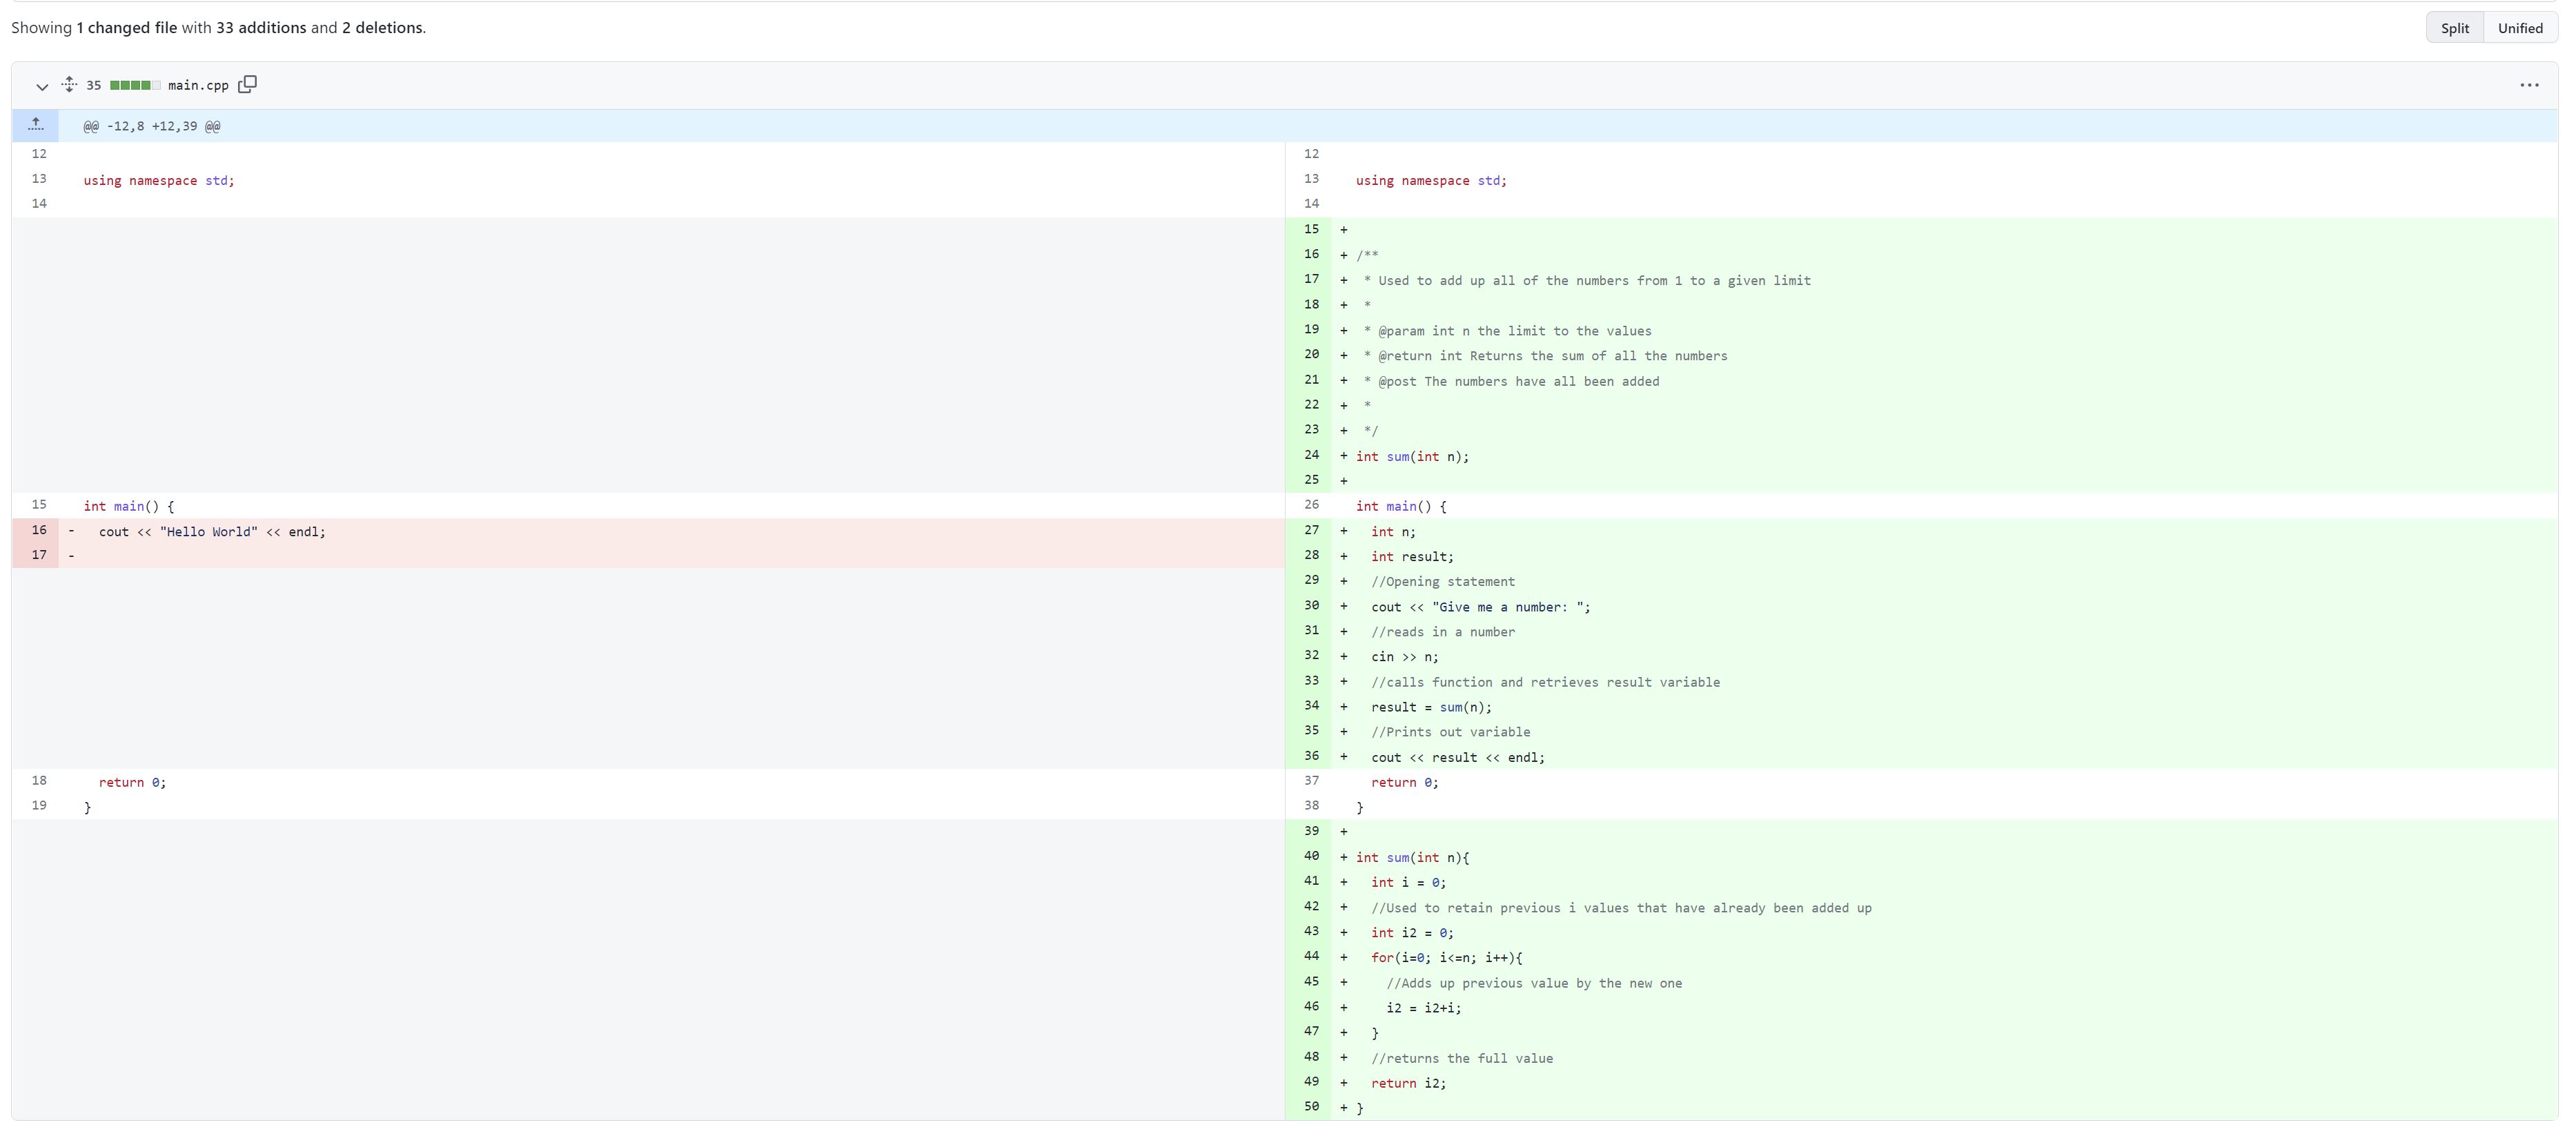 Showing 1 changed file with 33 additions and 2 deletions.
Split Unified
35 main.cpp
@@ -12,8 +12,39 @@
12 12
13 using namespace std; 13 using namespace std;
14 14
15 +
16 + /**
17 + * Used to add up all of the numbers from 1 to a given limit
18 + *
19 + * @param int n the limit to the values
20 + * @return int Returns the sum of all the numbers
21 + * @post The numbers have all been added
22 + *
23 + */
24 + int sum(int n);
25 +
15 int main() { 26 int main() {
16 - cout << "Hello World" << endl; 27 + int n;
17 - 28 + int result;
29 + //Opening statement
30 + cout << "Give me a number: ";
31 + //reads in a number
32 + cin >> n;
33 + //calls function and retrieves result variable
34 + result = sum(n);
35 + //Prints out variable
36 + cout << result << endl;
18 return 0; 37 return 0;
19 } 38 }
39 +
40 + int sum(int n){
41 + int i = 0;
42 + //Used to retain previous i values that have already been added up
43 + int i2 = 0;
44 + for(i=0; i<=n; i++){
45 + //Adds up previous value by the new one
46 + i2 = i2+i;
47 + }
48 + //returns the full value
49 + return i2;
50 + }